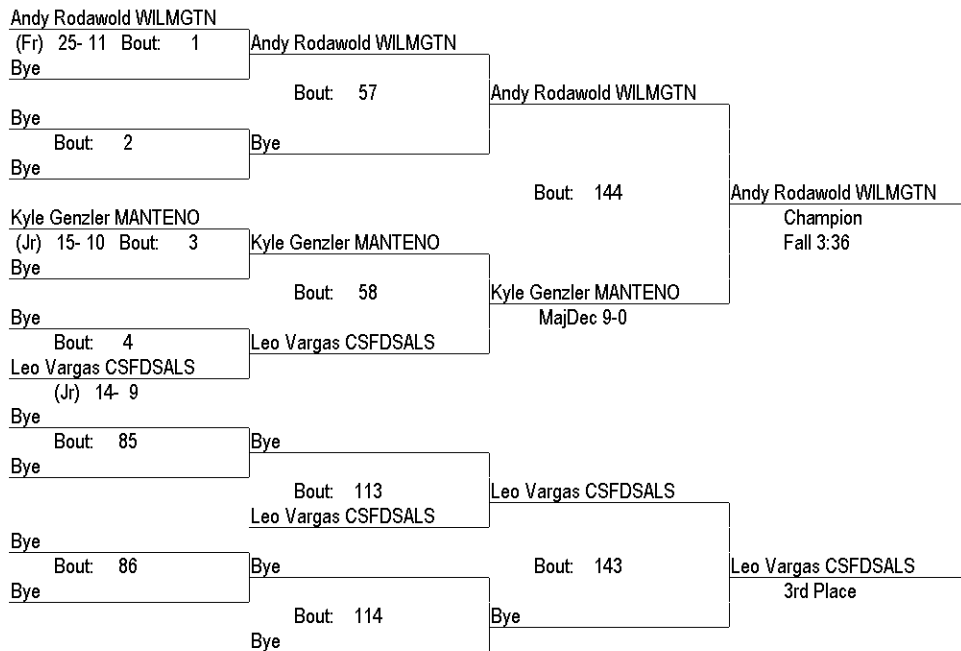 Andy Rodawold WILMGTN
(Fr) 25- 11 Bout: 1
Andy Rodawold WILMGTN
Bye
Bout: 57
Andy Rodawold WILMGTN
Bye
Bout: 2
Bye
Bye
Bout: 144
Andy Rodawold WILMGTN
Kyle Genzler MANTENO
Champion
(Jr) 15- 10 Bout: 3
Kyle Genzler MANTENO
Fall 3:36
Bye
Bout: 58
Kyle Genzler MANTENO
Bye
MajDec 9-0
Bout: 4
Leo Vargas CSFDSALS
Leo Vargas CSFDSALS
(Jr) 14- 9
Bye
Bout: 85
Bye
Bye
Bout: 113
Leo Vargas CSFDSALS
Leo Vargas CSFDSALS
Bye
Bout: 86
Bye
Bout: 143
Leo Vargas CSFDSALS
Bye
3rd Place
Bout: 114
Bye
Bye